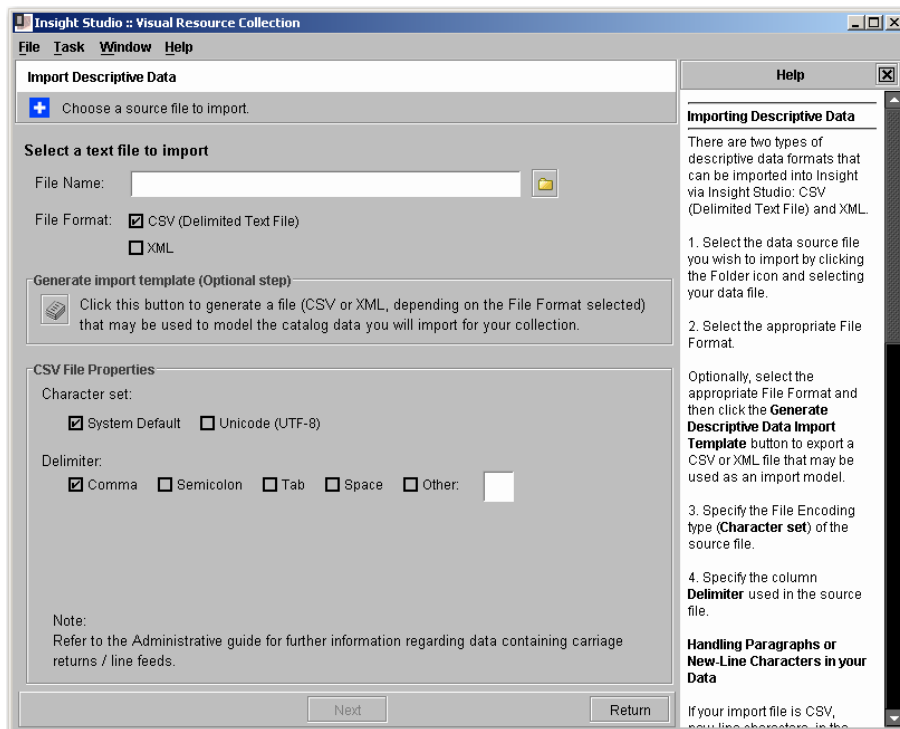 Insight Studio :: Visual Resource Collection
File Task Window Help
Import Descriptive Data
Choose a source file to import.
Select a text file to import
File Name:
File Format: CSV (Delimited Text File)
XML
Generate import template (Optional step)
Click this button to generate a file (CSV or XML, depending on the File Format selected)
that may be used to model the catalog data you will import for your collection.
CSV File Properties
Character set:
System Default Unicode (UTF-8)
Delimiter:
Comma Semicolon Tab Space Other:
Note:
Refer to the Administrative guide for further information regarding data containing carriage
returns / line feeds.
Next Return
Help
Importing Descriptive Data
There are two types of
descriptive data formats that
can be imported into Insight
via Insight Studio: CSV
(Delimited Text File) and XML.
1. Select the data source file
you wish to import by clicking
the Folder icon and selecting
your data file.
2. Select the appropriate File
Format.
Optionally, select the
appropriate File Format and
then click the Generate
Descriptive Data Import
Template button to export a
CSV or XML file that may be
used as an import model.
3. Specify the File Encoding
type (Character set) of the
source file.
4. Specify the column
Delimiter used in the source
file.
Handling Paragraphs or
New-Line Characters in your
Data
If your import file is CSV,
new-line characters, in the